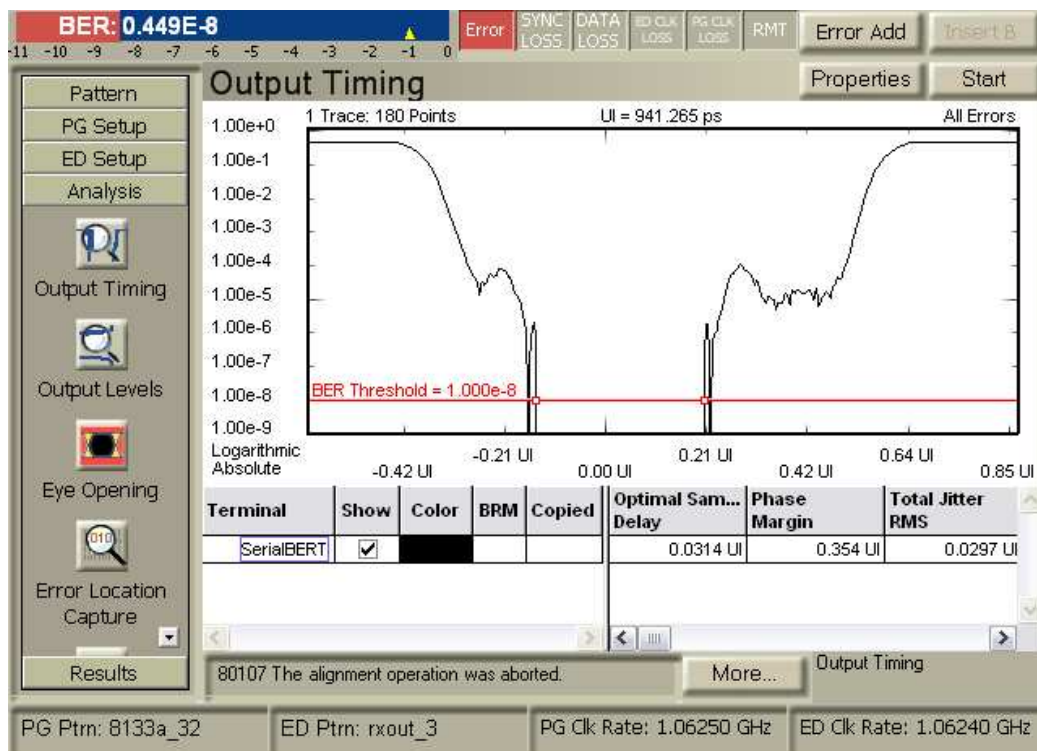 BER: 0.449E-8
-11 -10 -9 -8 -7 -6 -5 -4 -3 -2 -1 0
Error
SYNC LOSS
DATA LOSS
ED CLK LOSS
PG CLK LOSS
RMT
Error Add
Insert B
Output Timing
Properties
Start
Pattern
PG Setup
ED Setup
Analysis
Output Timing
Output Levels
Eye Opening
Error Location
Capture
Results
1 Trace: 180 Points
UI = 941.265 ps
All Errors
1.00e+0
1.00e-1
1.00e-2
1.00e-3
1.00e-4
1.00e-5
1.00e-6
1.00e-7
1.00e-8
1.00e-9
BER Threshold = 1.000e-8
Logarithmic
Absolute
-0.42 UI
-0.21 UI
0.00 UI
0.21 UI
0.42 UI
0.64 UI
0.85 UI
Terminal Show Color BRM Copied
Optimal Sam... Delay
Phase Margin
Total Jitter RMS
SerialBERT 0.0314 UI 0.354 UI 0.0297 UI
80107 The alignment operation was aborted.
More...
Output Timing
PG Ptrn: 8133a_32
ED Ptrn: rxout_3
PG Clk Rate: 1.06250 GHz
ED Clk Rate: 1.06240 GHz